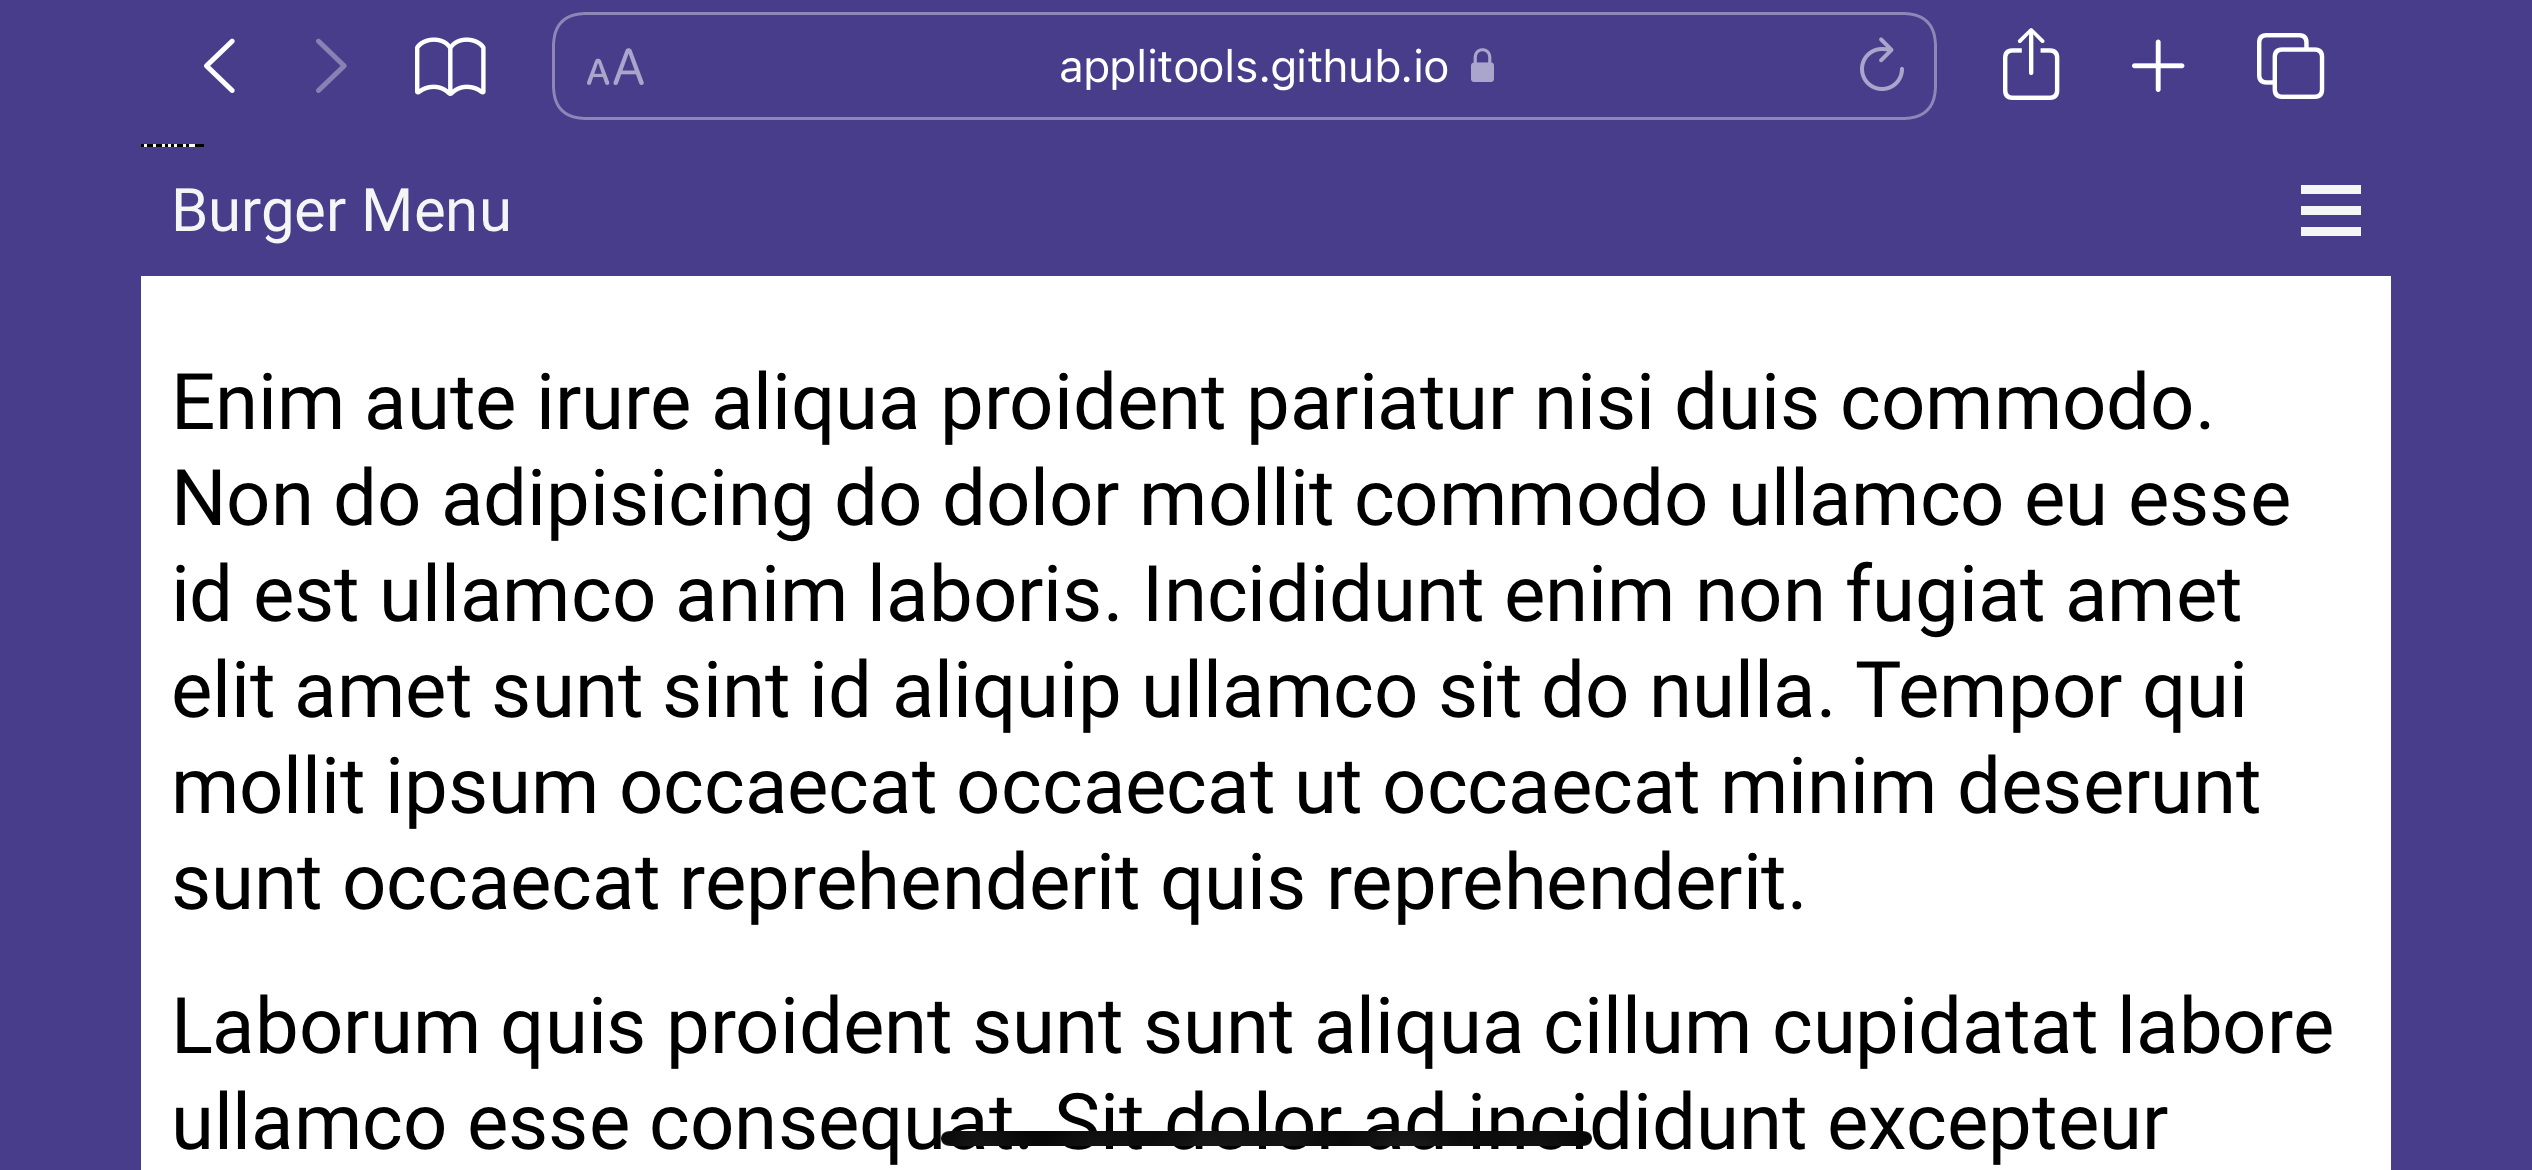 AA applitools.github.io
Burger Menu
Enim aute irure aliqua proident pariatur nisi duis commodo.
Non do adipisicing do dolor mollit commodo ullamco eu esse
id est ullamco anim laboris. Incididunt enim non fugiat amet
elit amet sunt sint id aliquip ullamco sit do nulla. Tempor qui
mollit ipsum occaecat occaecat ut occaecat minim deserunt
sunt occaecat reprehenderit quis reprehenderit.
Laborum quis proident sunt sunt aliqua cillum cupidatat labore
ullamco esse consequat. Sit dolor ad incididunt excepteur